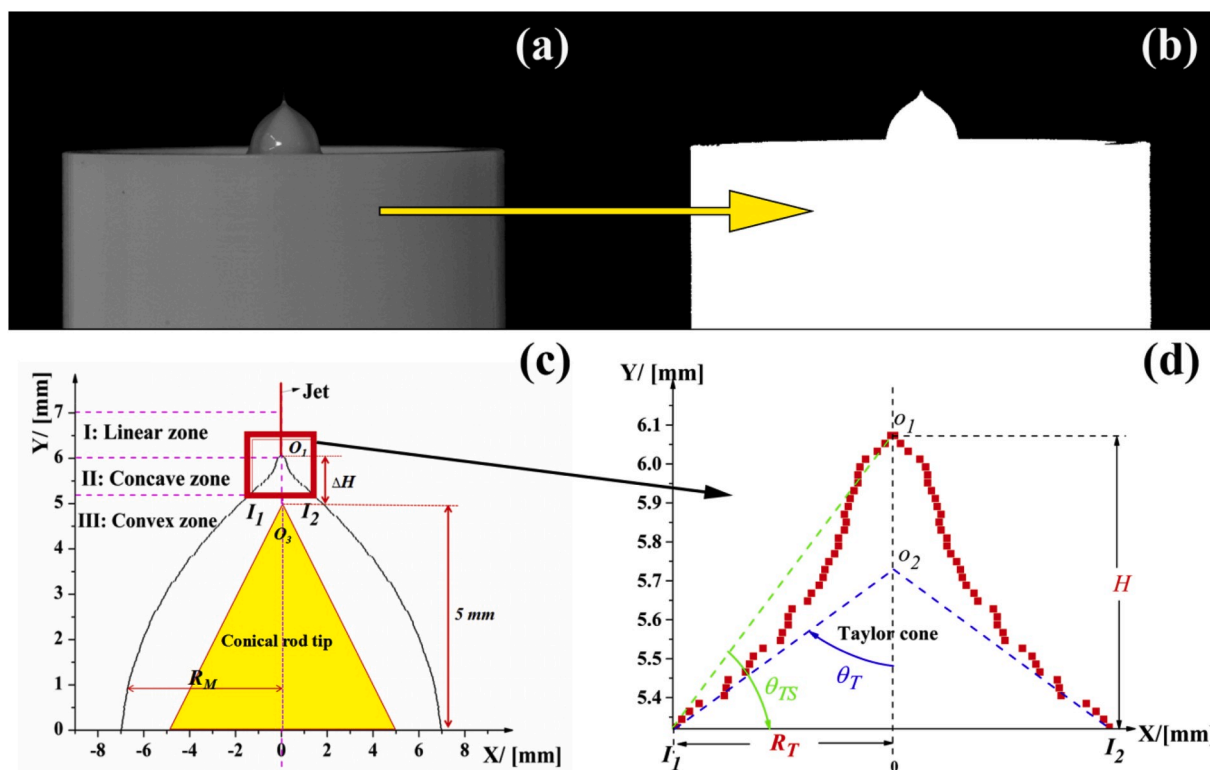 (a)
(b)
(c)
Y/ [mm]
7
6
5
4
3
2
1
0
Jet
I: Linear zone
II: Concave zone
III: Convex zone
O1
ΔH
I1
I2
O3
5 mm
Conical rod tip
RM
-8 -6 -4 -2 0 2 4 6 8
X/ [mm]
(d)
Y/ [mm]
6.1
6.0
5.9
5.8
5.7
5.6
5.5
5.4
o1
o2
H
Taylor cone
θT
θTS
RT
I1
0
I2
X/[mm]